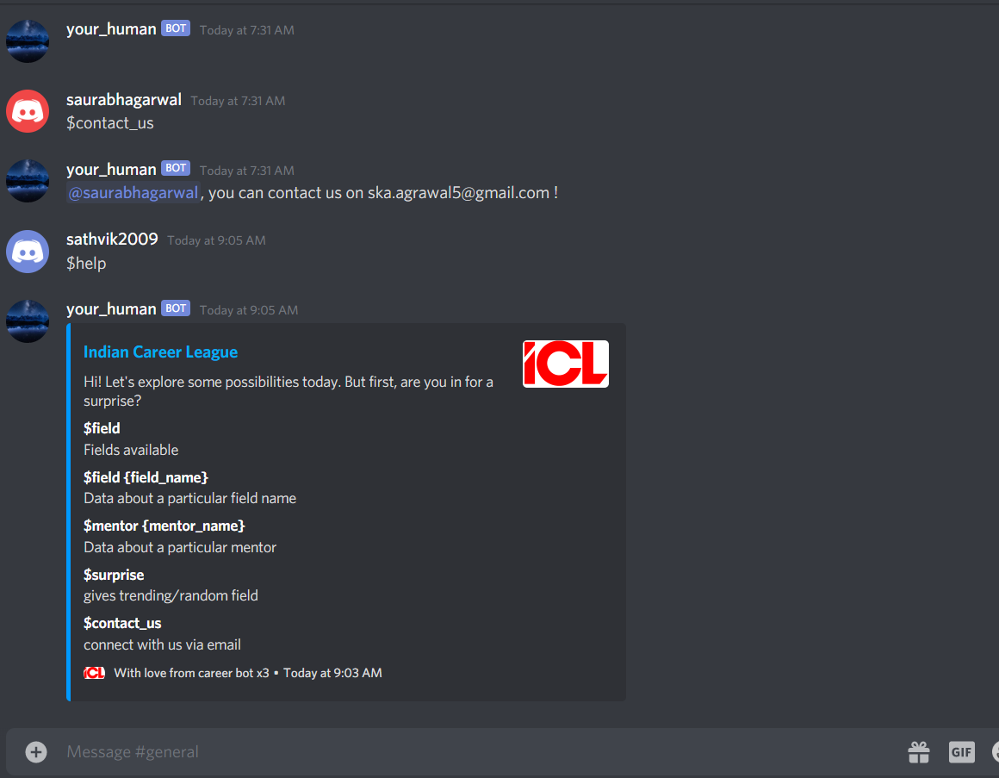 your_human BOT Today at 7:31 AM
saurabhagarwal Today at 7:31 AM
$contact_us
your_human BOT Today at 7:31 AM
@saurabhagarwal, you can contact us on ska.agrawal5@gmail.com !
sathvik2009 Today at 9:05 AM
$help
your_human BOT Today at 9:05 AM
Indian Career League
iCL
Hi! Let's explore some possibilities today. But first, are you in for a
surprise?
$field
Fields available
$field {field_name}
Data about a particular field name
$mentor {mentor_name}
Data about a particular mentor
$surprise
gives trending/random field
$contact_us
connect with us via email
iCL With love from career bot x3 • Today at 9:03 AM
Message #general
GIF